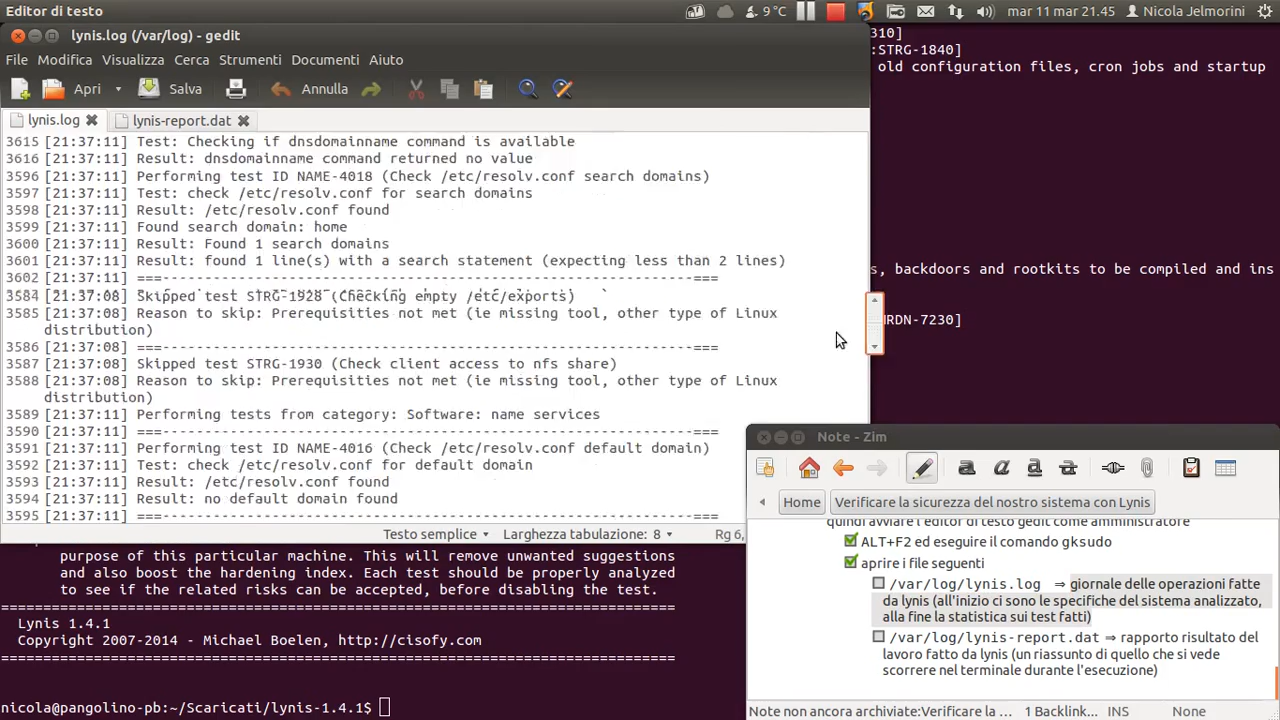 Editor di testo
9 °C
mar 11 mar 21.45
Nicola Jelmorini
lynis.log (/var/log) - gedit
File Modifica Visualizza Cerca Strumenti Documenti Aiuto
Apri
Salva
Annulla
lynis.log
lynis-report.dat
3615 [21:37:11] Test: Checking if dnsdomainname command is available
3616 [21:37:11] Result: dnsdomainname command returned no value
3596 [21:37:11] Performing test ID NAME-4018 (Check /etc/resolv.conf search domains)
3597 [21:37:11] Test: check /etc/resolv.conf for search domains
3598 [21:37:11] Result: /etc/resolv.conf found
3599 [21:37:11] Found search domain: home
3600 [21:37:11] Result: Found 1 search domains
3601 [21:37:11] Result: found 1 line(s) with a search statement (expecting less than 2 lines)
3602 [21:37:11] ===---------------------------------------------------------------===
3584 [21:37:08] Skipped test STRG-1928 (Checking empty /etc/exports)
3585 [21:37:08] Reason to skip: Prerequisities not met (ie missing tool, other type of Linux
distribution)
3586 [21:37:08] ===---------------------------------------------------------------===
3587 [21:37:08] Skipped test STRG-1930 (Check client access to nfs share)
3588 [21:37:08] Reason to skip: Prerequisities not met (ie missing tool, other type of Linux
distribution)
3589 [21:37:11] Performing tests from category: Software: name services
3590 [21:37:11] ===---------------------------------------------------------------===
3591 [21:37:11] Performing test ID NAME-4016 (Check /etc/resolv.conf default domain)
3592 [21:37:11] Test: check /etc/resolv.conf for default domain
3593 [21:37:11] Result: /etc/resolv.conf found
3594 [21:37:11] Result: no default domain found
3595 [21:37:11] ===---------------------------------------------------------------===
Testo semplice
Larghezza tabulazione: 8
Rg 6,
310]
:STRG-1840]
old configuration files, cron jobs and startup
s, backdoors and rootkits to be compiled and ins
HRDN-7230]
purpose of this particular machine. This will remove unwanted suggestions
and also boost the hardening index. Each test should be properly analyzed
to see if the related risks can be accepted, before disabling the test.
================================================================================
Lynis 1.4.1
Copyright 2007-2014 - Michael Boelen, http://cisofy.com
================================================================================
nicola@pangolino-pb:~/Scaricati/lynis-1.4.1$
Note - Zim
Home
Verificare la sicurezza del nostro sistema con Lynis
quindi avviare l'editor di testo gedit come amministratore
ALT+F2 ed eseguire il comando gksudo
aprire i file seguenti
/var/log/lynis.log ⇒ giornale delle operazioni fatte
da lynis (all'inizio ci sono le specifiche del sistema analizzato,
alla fine la statistica sui test fatti)
/var/log/lynis-report.dat ⇒ rapporto risultato del
lavoro fatto da lynis (un riassunto di quello che si vede
scorrere nel terminale durante l'esecuzione)
Note non ancora archiviate:Verificare la ...
1 Backlink...
INS
None